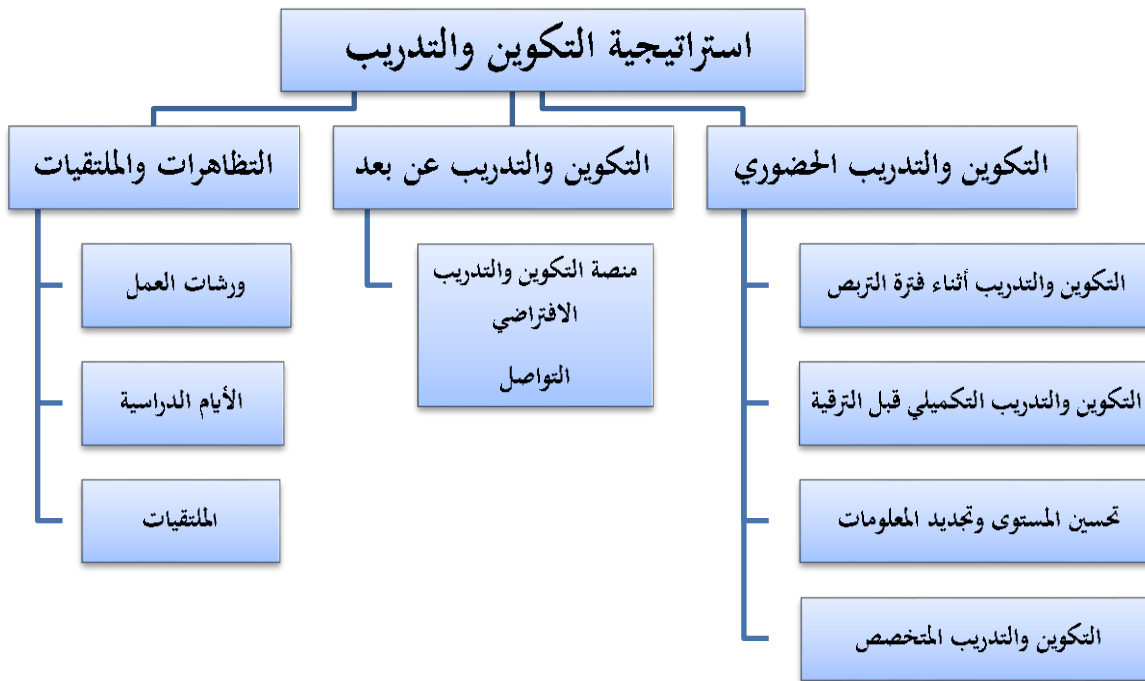 استراتيجية التكوين والتدريب
التكوين والتدريب الحضوري
التكوين والتدريب أثناء فترة التربص
التكوين والتدريب التكميلي قبل الترقية
تحسين المستوى وتجديد المعلومات
التكوين والتدريب المتخصص
التكوين والتدريب عن بعد
منصة التكوين والتدريب
الافتراضي
التواصل
التظاهرات والملتقيات
ورشات العمل
الأيام الدراسية
الملتقيات